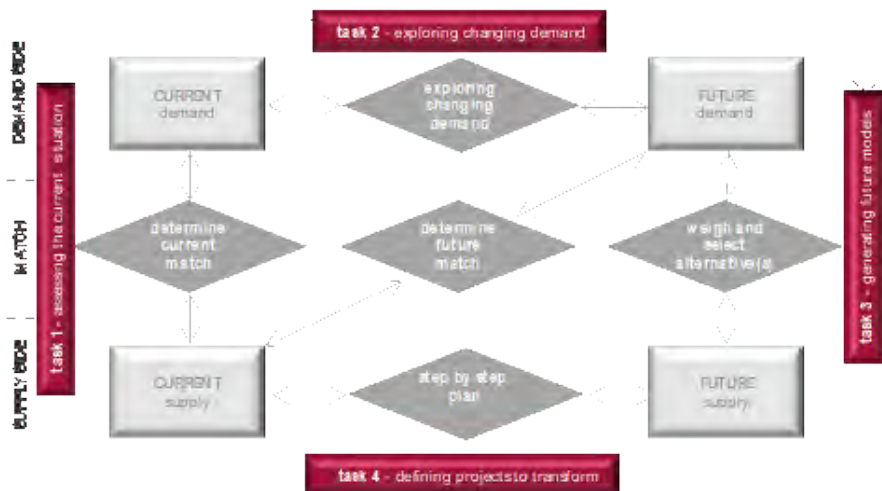 task 2 - exploring changing demand
DEMAND SIDE
MATCH
SUPPLY SIDE
task 1 - assessing the current situation
CURRENT
demand
exploring
changing
demand
FUTURE
demand
determine
current
match
determine
future
match
weigh and
select
alternative(s)
CURRENT
supply
step by step
plan
FUTURE
supply
task 3 - generating future models
task 4 - defining projects to transform